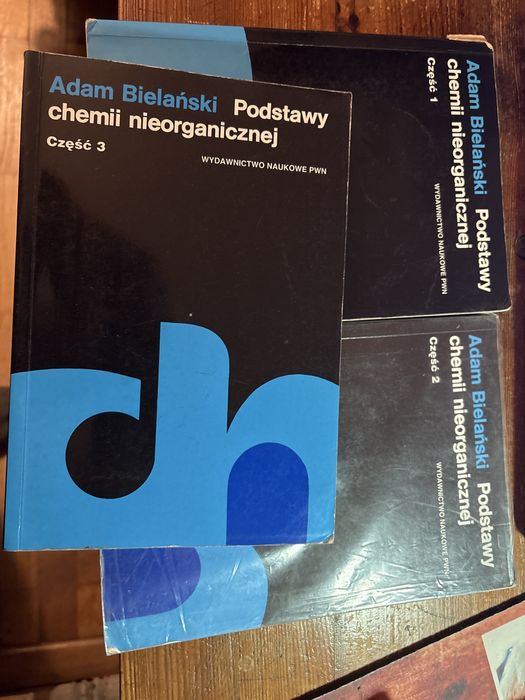 Adam Bielański Podstawy
chemii nieorganicznej
Część 3
WYDAWNICTWO NAUKOWE PWN
Adam Bielański Podstawy
chemii nieorganicznej
Część 1
WYDAWNICTWO NAUKOWE PWN
Adam Bielański Podstawy
chemii nieorganicznej
Część 2
WYDAWNICTWO NAUKOWE PWN